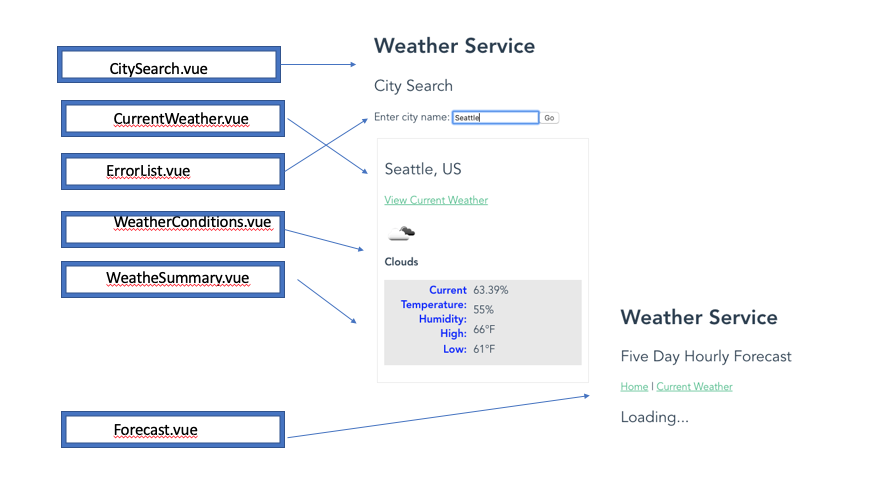 CitySearch.vue
CurrentWeather.vue
ErrorList.vue
WeatherConditions.vue
WeatheSummary.vue
Forecast.vue
Weather Service
City Search
Enter city name: Seattle Go
Seattle, US
View Current Weather
Clouds
Current 63.39%
Temperature: 55%
Humidity: 66°F
High: 61°F
Low:
Weather Service
Five Day Hourly Forecast
Home | Current Weather
Loading...